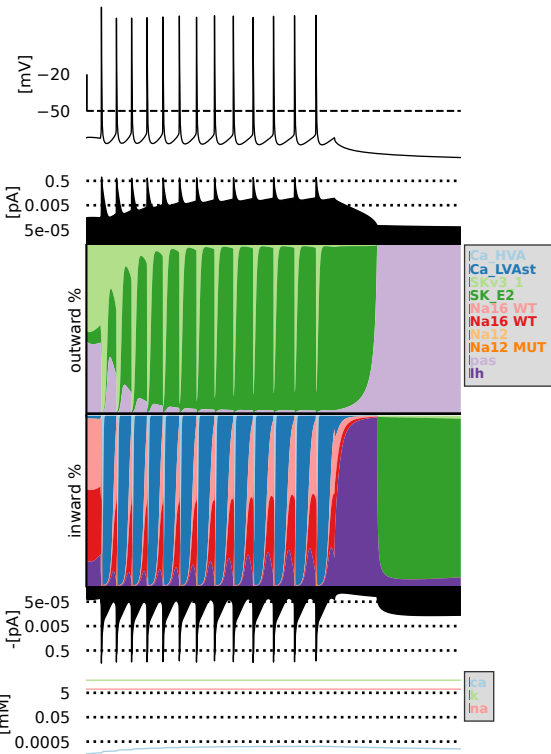 [mV]
−20
−50
[pA]
0.5
0.005
5e-05
outward %
Ca_HVA
Ca_LVAst
SKv3_1
SK_E2
Na16 WT
Na16 WT
Na12
Na12 MUT
pas
Ih
inward %
-[pA]
5e-05
0.005
0.5
[mM]
5
0.05
0.0005
ca
k
na